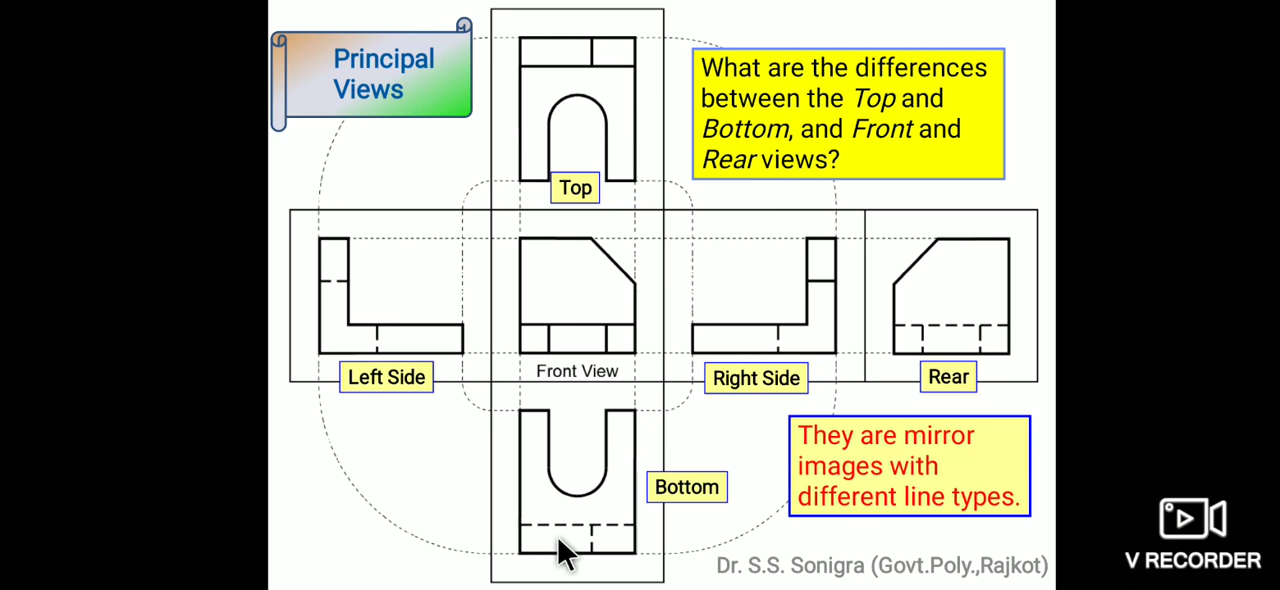 Principal
Views
What are the differences
between the Top and
Bottom, and Front and
Rear views?
Top
Left Side
Front View
Right Side
Rear
Bottom
They are mirror
images with
different line types.
Dr. S.S. Sonigra (Govt.Poly.,Rajkot)
V RECORDER